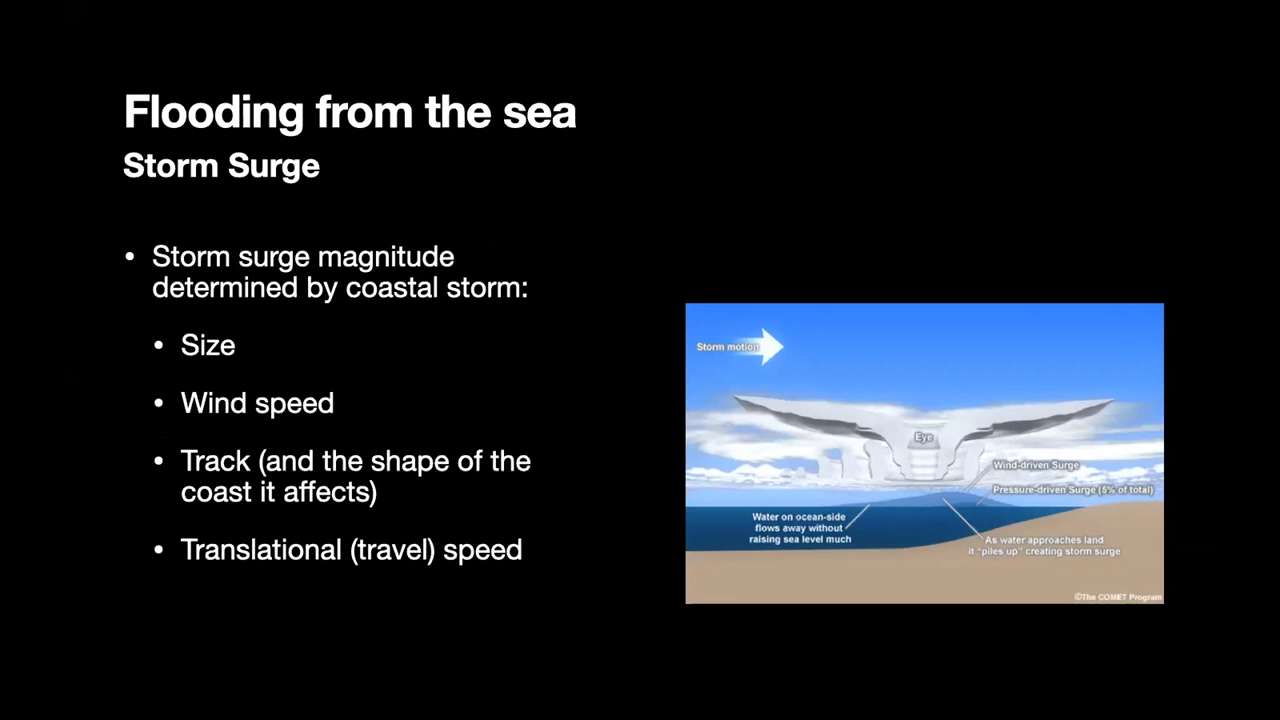 Flooding from the sea
Storm Surge
• Storm surge magnitude
determined by coastal storm:
• Size
• Wind speed
• Track (and the shape of the
coast it affects)
• Translational (travel) speed
Storm motion
Eye
Wind-driven Surge
Pressure-driven Surge (5% of total)
Water on ocean-side
flows away without
raising sea level much
As water approaches land
it "piles up" creating storm surge
©The COMET Program